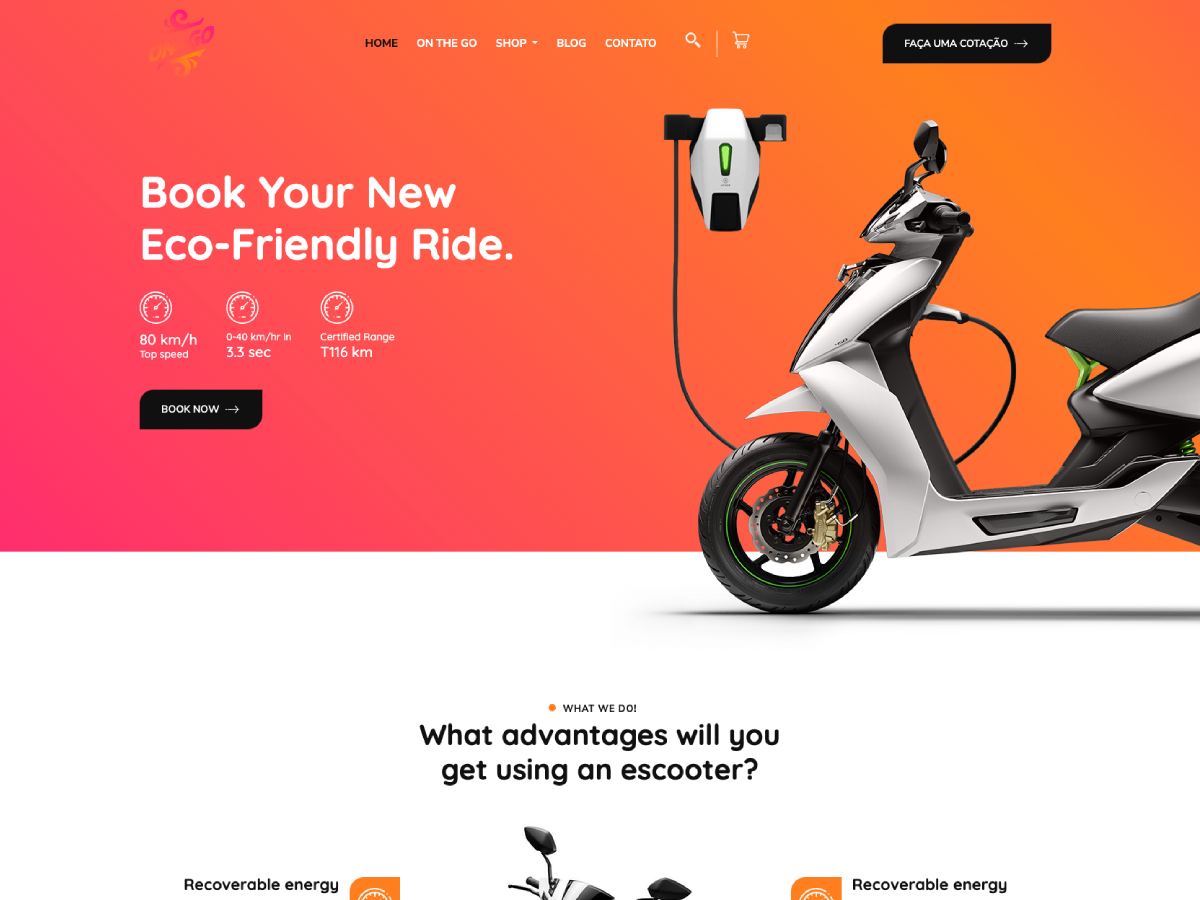 ON GO
HOME
ON THE GO
SHOP
BLOG
CONTATO
FAÇA UMA COTAÇÃO
Book Your New
Eco-Friendly Ride.
80 km/h
Top speed
0-40 km/hr in
3.3 sec
Certified Range
T116 km
BOOK NOW
WHAT WE DO!
What advantages will you
get using an escooter?
Recoverable energy
Recoverable energy